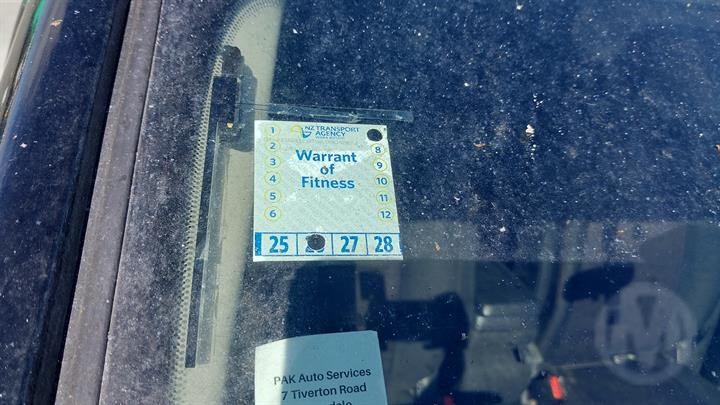 NZ TRANSPORT
AGENCY
1
2
3
4
5
6
8
9
10
11
12
Warrant
of
Fitness
25 27 28
PAK Auto Services
7 Tiverton Road
M